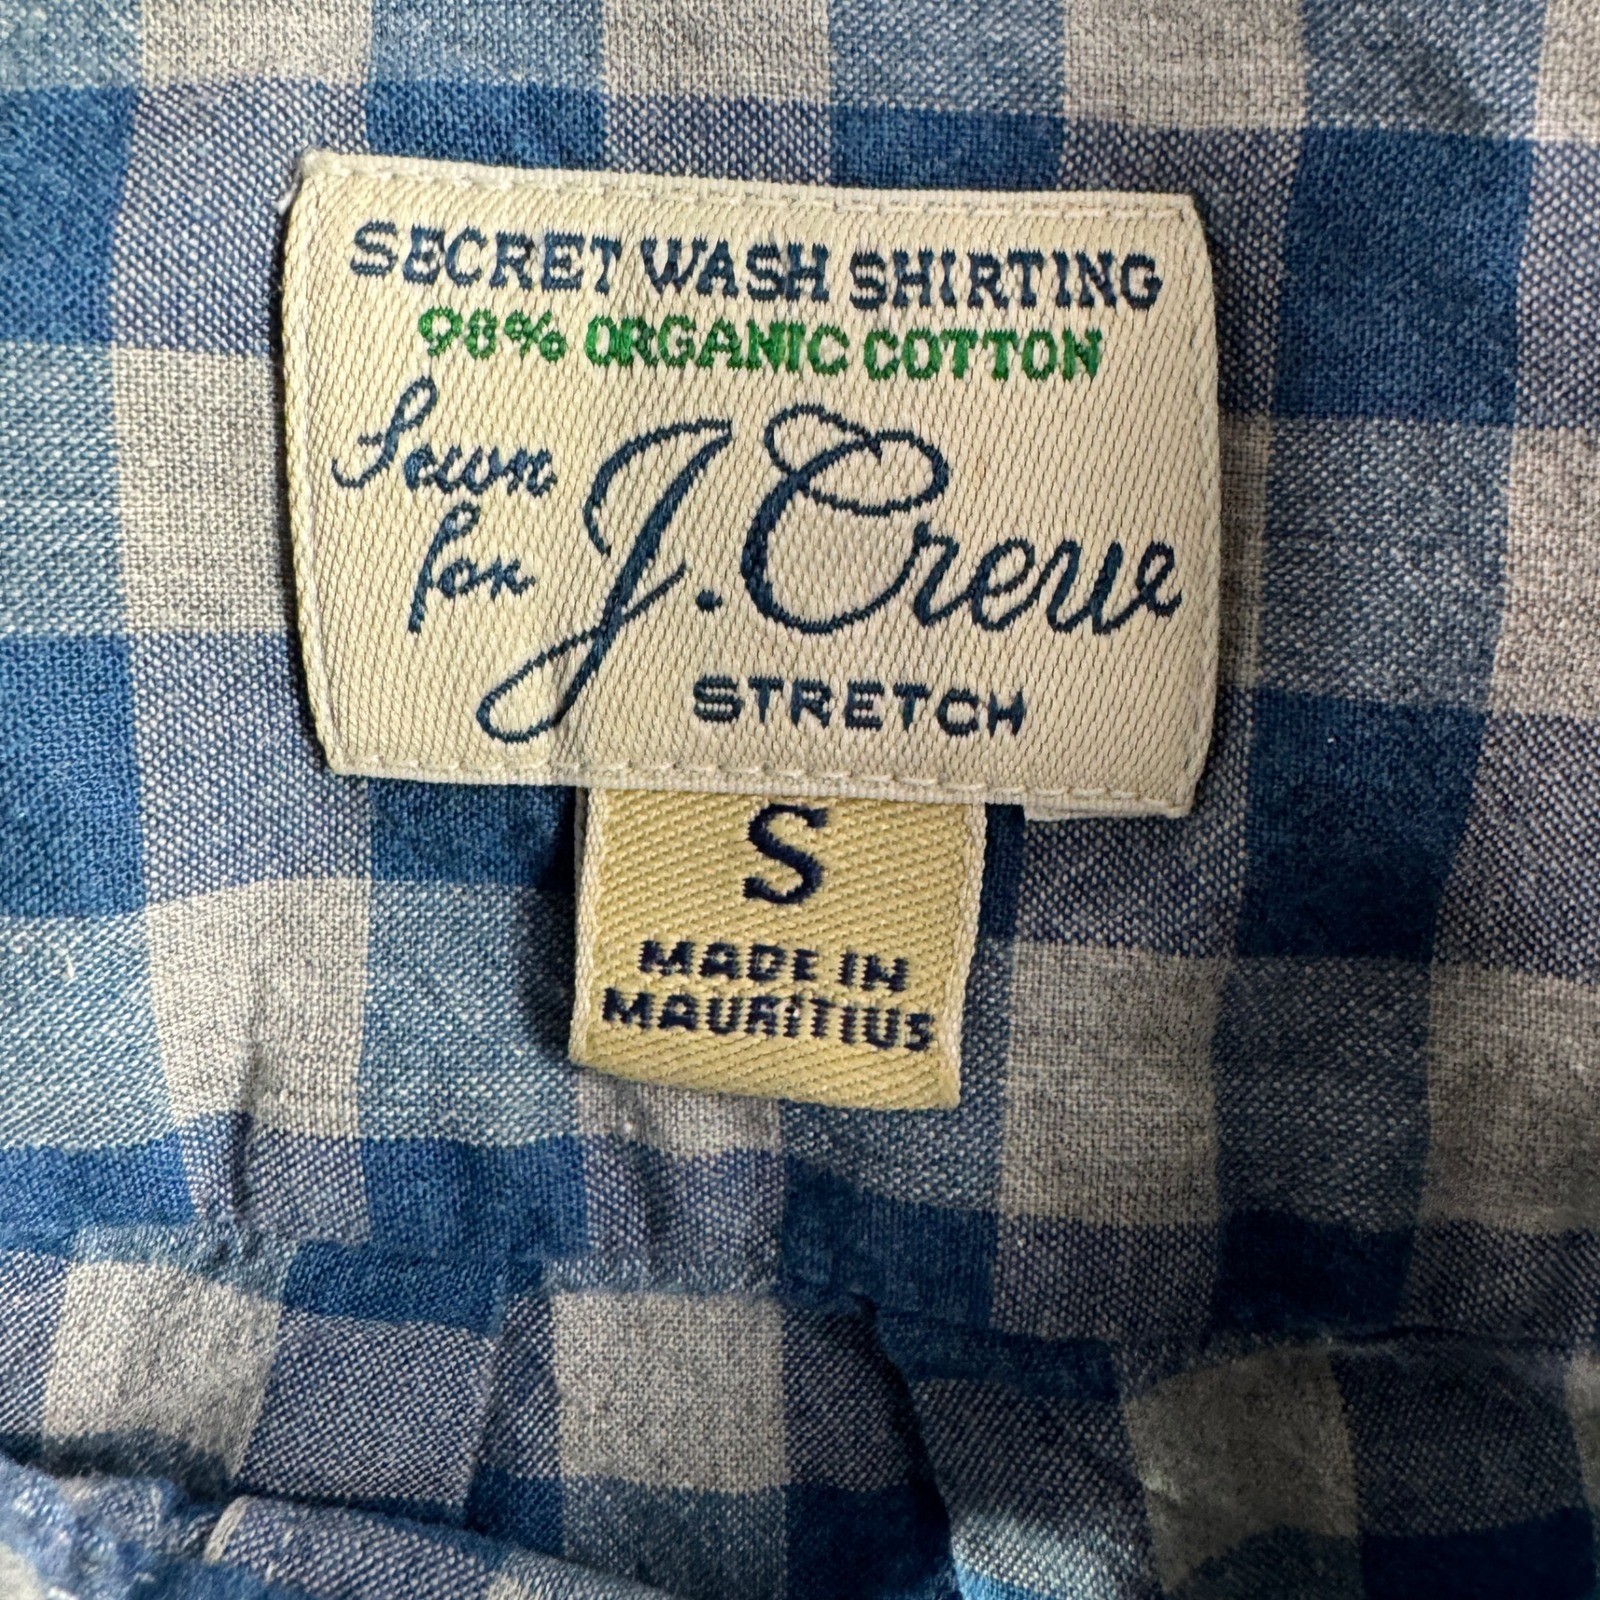 SECRET WASH SHIRTING
98% ORGANIC COTTON
Sewn
for J.Crew
STRETCH
S
MADE IN
MAURITIUS